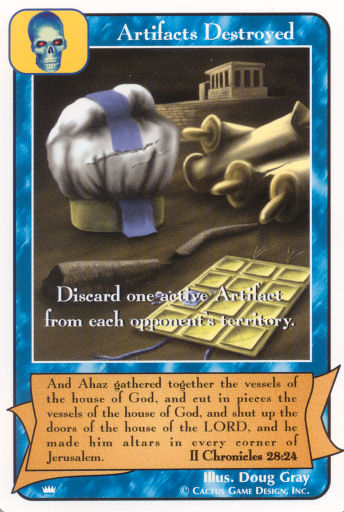 Artifacts Destroyed
Discard one active Artifact
from each opponent's territory.
And Ahaz gathered together the vessels of
the house of God, and cut in pieces the
vessels of the house of God, and shut up the
doors of the house of the LORD, and he
made him altars in every corner of
Jerusalem. II Chronicles 28:24
Illus. Doug Gray
© CACTUS GAME DESIGN, INC.